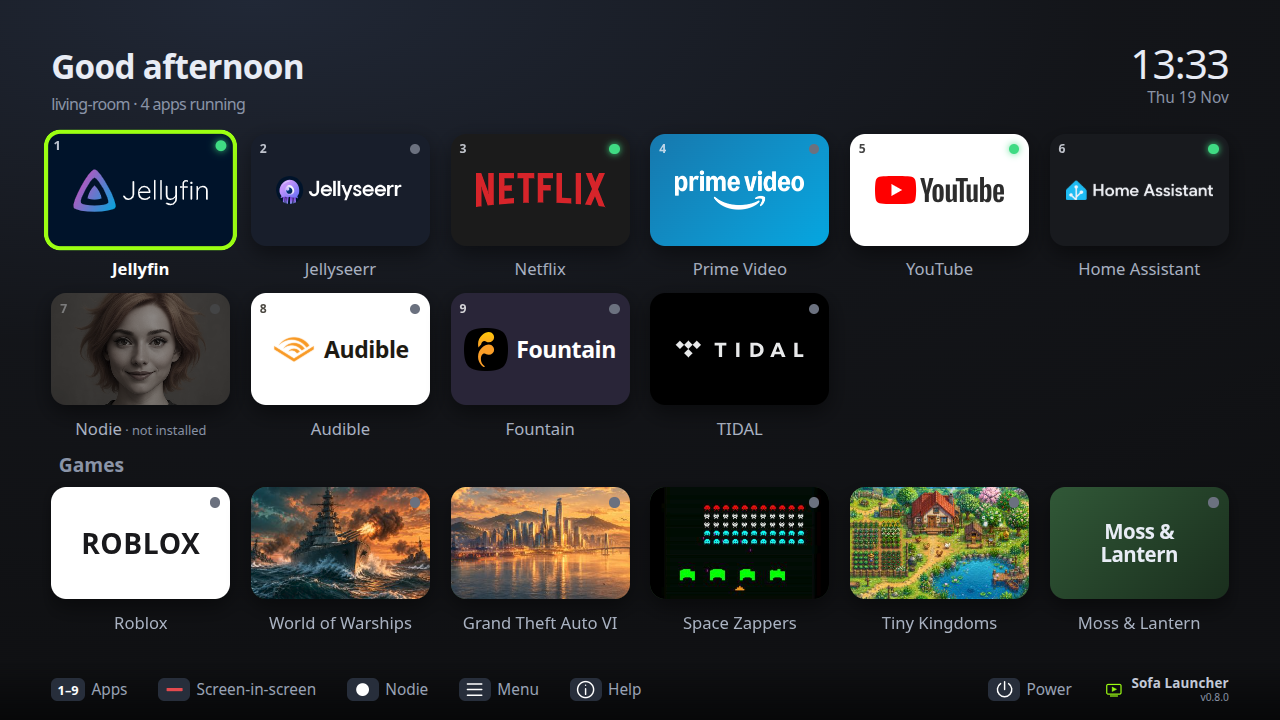 Good afternoon
13:33
living-room · 4 apps running
Thu 19 Nov
1
Jellyfin
2
Jellyseerr
3
NETFLIX
4
prime video
5
YouTube
6
Home Assistant
Jellyfin
Jellyseerr
Netflix
Prime Video
YouTube
Home Assistant
7
8
Audible
9
Fountain
TIDAL
Nodie · not installed
Audible
Fountain
TIDAL
Games
ROBLOX
Moss &
Lantern
Roblox
World of Warships
Grand Theft Auto VI
Space Zappers
Tiny Kingdoms
Moss & Lantern
1–9 Apps
Screen-in-screen
Nodie
Menu
Help
Power
Sofa Launcher
v0.8.0